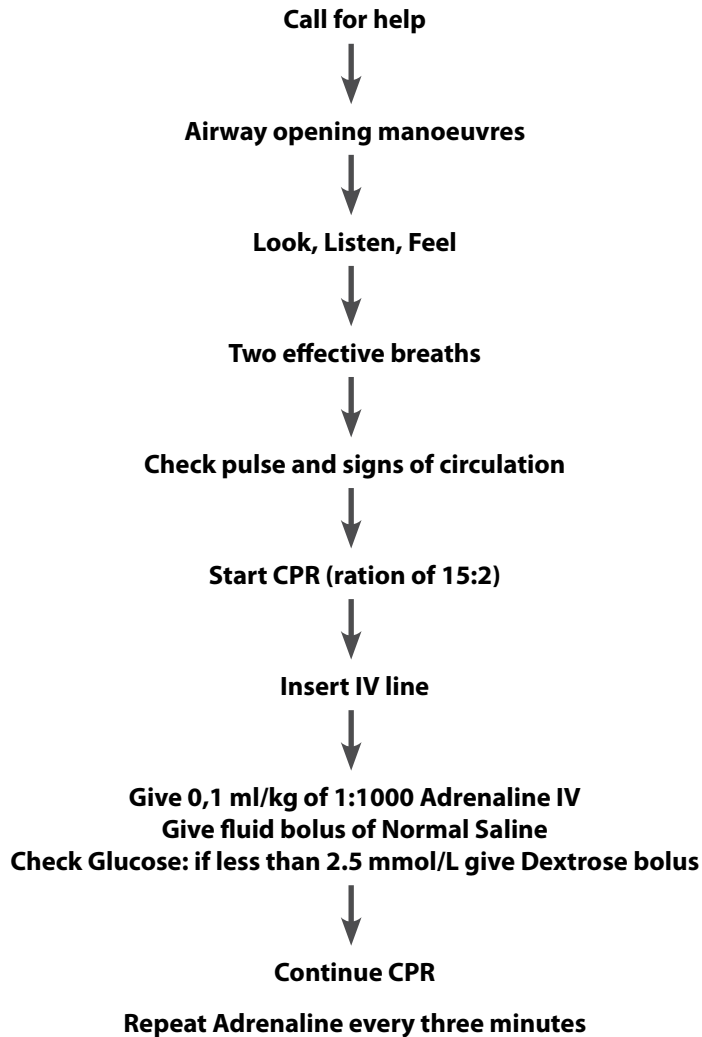 Call for help
Airway opening manoeuvres
Look, Listen, Feel
Two effective breaths
Check pulse and signs of circulation
Start CPR (ration of 15:2)
Insert IV line
Give 0,1 ml/kg of 1:1000 Adrenaline IV
Give fluid bolus of Normal Saline
Check Glucose: if less than 2.5 mmol/L give Dextrose bolus
Continue CPR
Repeat Adrenaline every three minutes